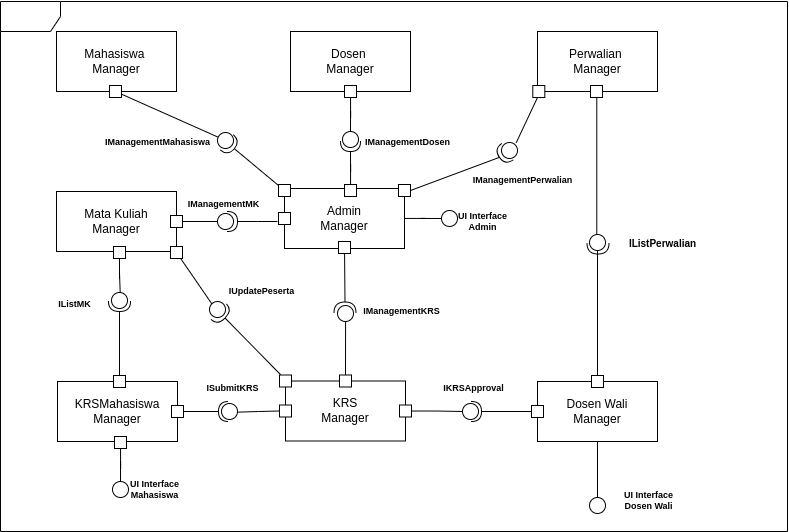 Mahasiswa
Manager
Dosen
Manager
Perwalian
Manager
IManagementMahasiswa
IManagementDosen
IManagementPerwalian
Mata Kuliah
Manager
IManagementMK
Admin
Manager
UI Interface
Admin
IListPerwalian
IListMK
IUpdatePeserta
IManagementKRS
KRSMahasiswa
Manager
ISubmitKRS
KRS
Manager
IKRSApproval
Dosen Wali
Manager
UI Interface
Mahasiswa
UI Interface
Dosen Wali